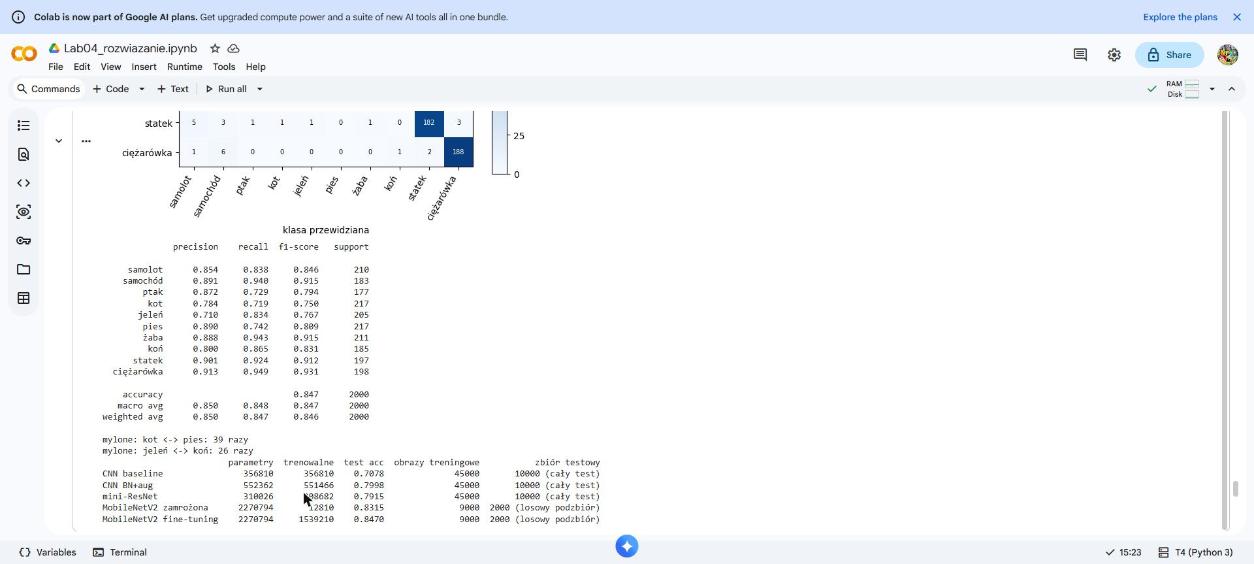 Colab is now part of Google AI plans. Get upgraded compute power and a suite of new AI tools all in one bundle. Explore the plans
Lab04_rozwiazanie.ipynb
File Edit View Insert Runtime Tools Help
Share
Commands + Code + Text Run all
RAM
Disk
statek 5 3 1 1 1 0 1 0 182 3
25
ciężarówka 1 6 0 0 0 0 0 1 2 188
0
samolot samochód ptak kot jeleń pies żaba koń statek ciężarówka
klasa przewidziana
precision recall f1-score support
samolot 0.854 0.838 0.846 210
samochód 0.891 0.940 0.915 183
ptak 0.872 0.729 0.794 177
kot 0.784 0.719 0.750 217
jeleń 0.710 0.834 0.767 205
pies 0.890 0.742 0.809 217
żaba 0.888 0.943 0.915 211
koń 0.800 0.865 0.831 185
statek 0.901 0.924 0.912 197
ciężarówka 0.913 0.949 0.931 198
accuracy 0.847 2000
macro avg 0.850 0.848 0.847 2000
weighted avg 0.850 0.847 0.846 2000
mylone: kot <-> pies: 39 razy
mylone: jeleń <-> koń: 26 razy
parametry trenowalne test acc obrazy treningowe zbiór testowy
CNN baseline 356810 356810 0.7078 45000 10000 (cały test)
CNN BN+aug 552362 551466 0.7998 45000 10000 (cały test)
mini-ResNet 310026 0.7915 45000 10000 (cały test)
MobileNetV2 zamrożona 2270794 12810 0.8315 9000 2000 (losowy podzbiór)
MobileNetV2 fine-tuning 2270794 1539210 0.8470 9000 2000 (losowy podzbiór)
Variables Terminal 15:23 T4 (Python 3)